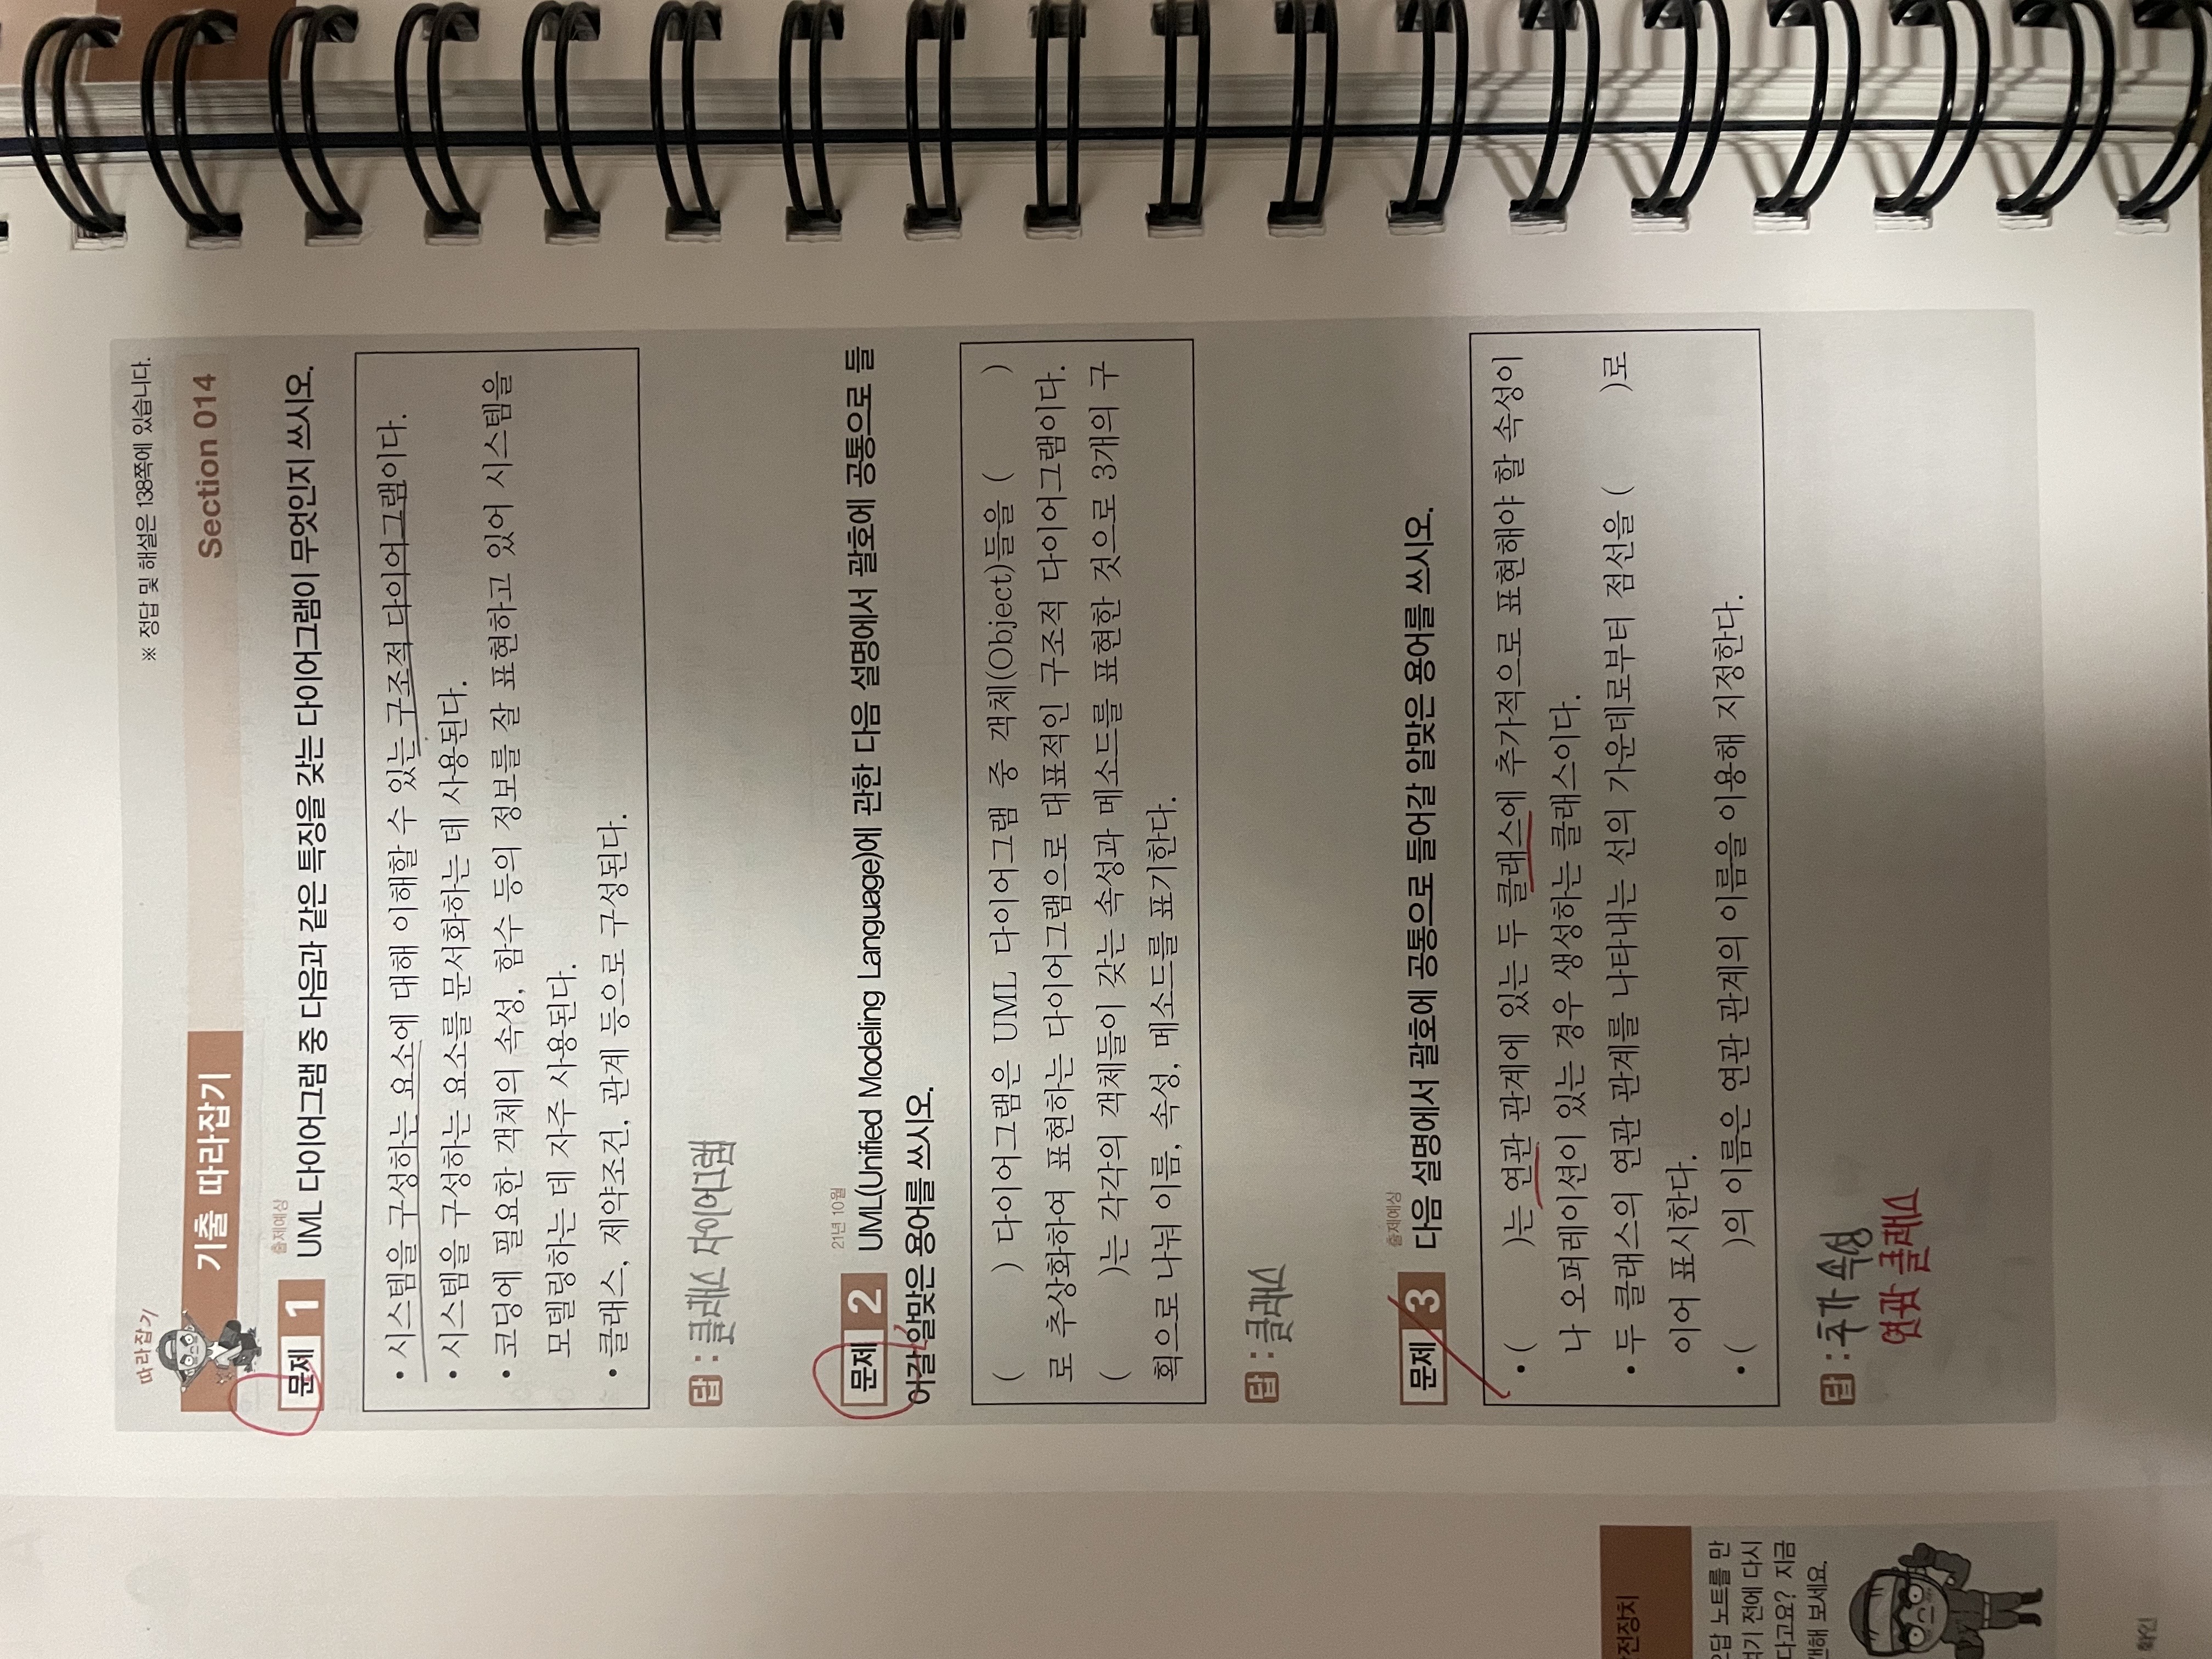 따라잡기
※ 정답 및 해설은 138쪽에 있습니다.
기출 따라잡기
Section 014
출제예상
문제 1 UML 다이어그램 중 다음과 같은 특징을 갖는 다이어그램이 무엇인지 쓰시오.
• 시스템을 구성하는 요소에 대해 이해할 수 있는 구조적 다이어그램이다.
• 시스템을 구성하는 요소를 문서화하는 데 사용된다.
• 코딩에 필요한 객체의 속성, 함수 등의 정보를 잘 표현하고 있어 시스템을
모델링하는 데 자주 사용된다.
• 클래스, 제약조건, 관계 등으로 구성된다.
답 : 클래스 다이어그램
21년 10월
문제 2 UML(Unified Modeling Language)에 관한 다음 설명에서 괄호에 공통으로 들
어갈 알맞은 용어를 쓰시오.
( ) 다이어그램은 UML 다이어그램 중 객체(Object)들을 ( )
로 추상화하여 표현하는 다이어그램으로 대표적인 구조적 다이어그램이다.
( )는 각각의 객체들이 갖는 속성과 메소드를 표현한 것으로 3개의 구
획으로 나눠 이름, 속성, 메소드를 표기한다.
답 : 클래스
출제예상
문제 3 다음 설명에서 괄호에 공통으로 들어갈 알맞은 용어를 쓰시오.
• ( )는 연관 관계에 있는 두 클래스에 추가적으로 표현해야 할 속성이
나 오퍼레이션이 있는 경우 생성하는 클래스이다.
• 두 클래스의 연관 관계를 나타내는 선의 가운데로부터 점선을 ( )로
이어 표시한다.
• ( )의 이름은 연관 관계의 이름을 이용해 지정한다.
답 : 추가 속성
연관 클래스
전장치
답 노트를 만
기 전에 다시
다고요? 지금
해 보세요.
확인